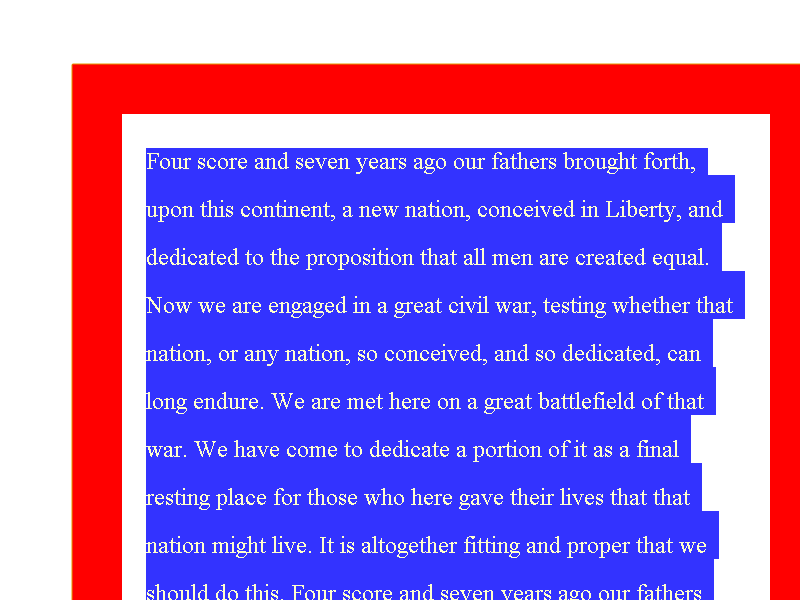 Four score and seven years ago our fathers brought forth,
upon this continent, a new nation, conceived in Liberty, and
dedicated to the proposition that all men are created equal.
Now we are engaged in a great civil war, testing whether that
nation, or any nation, so conceived, and so dedicated, can
long endure. We are met here on a great battlefield of that
war. We have come to dedicate a portion of it as a final
resting place for those who here gave their lives that that
nation might live. It is altogether fitting and proper that we
should do this. Four score and seven years ago our fathers